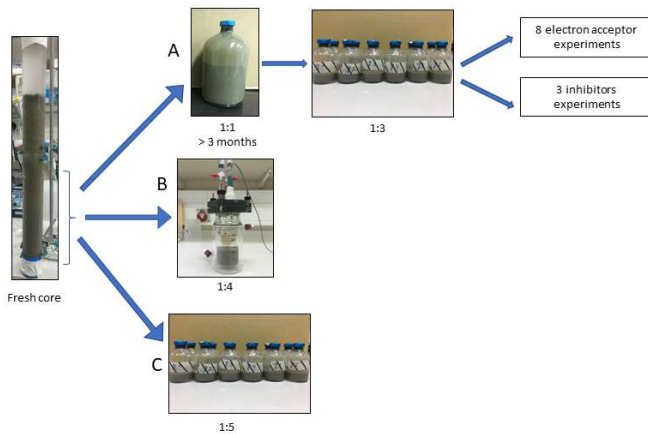 A
8 electron acceptor
experiments
3 inhibitors
experiments
1:1
> 3 months
1:3
B
1:4
Fresh core
C
1:5